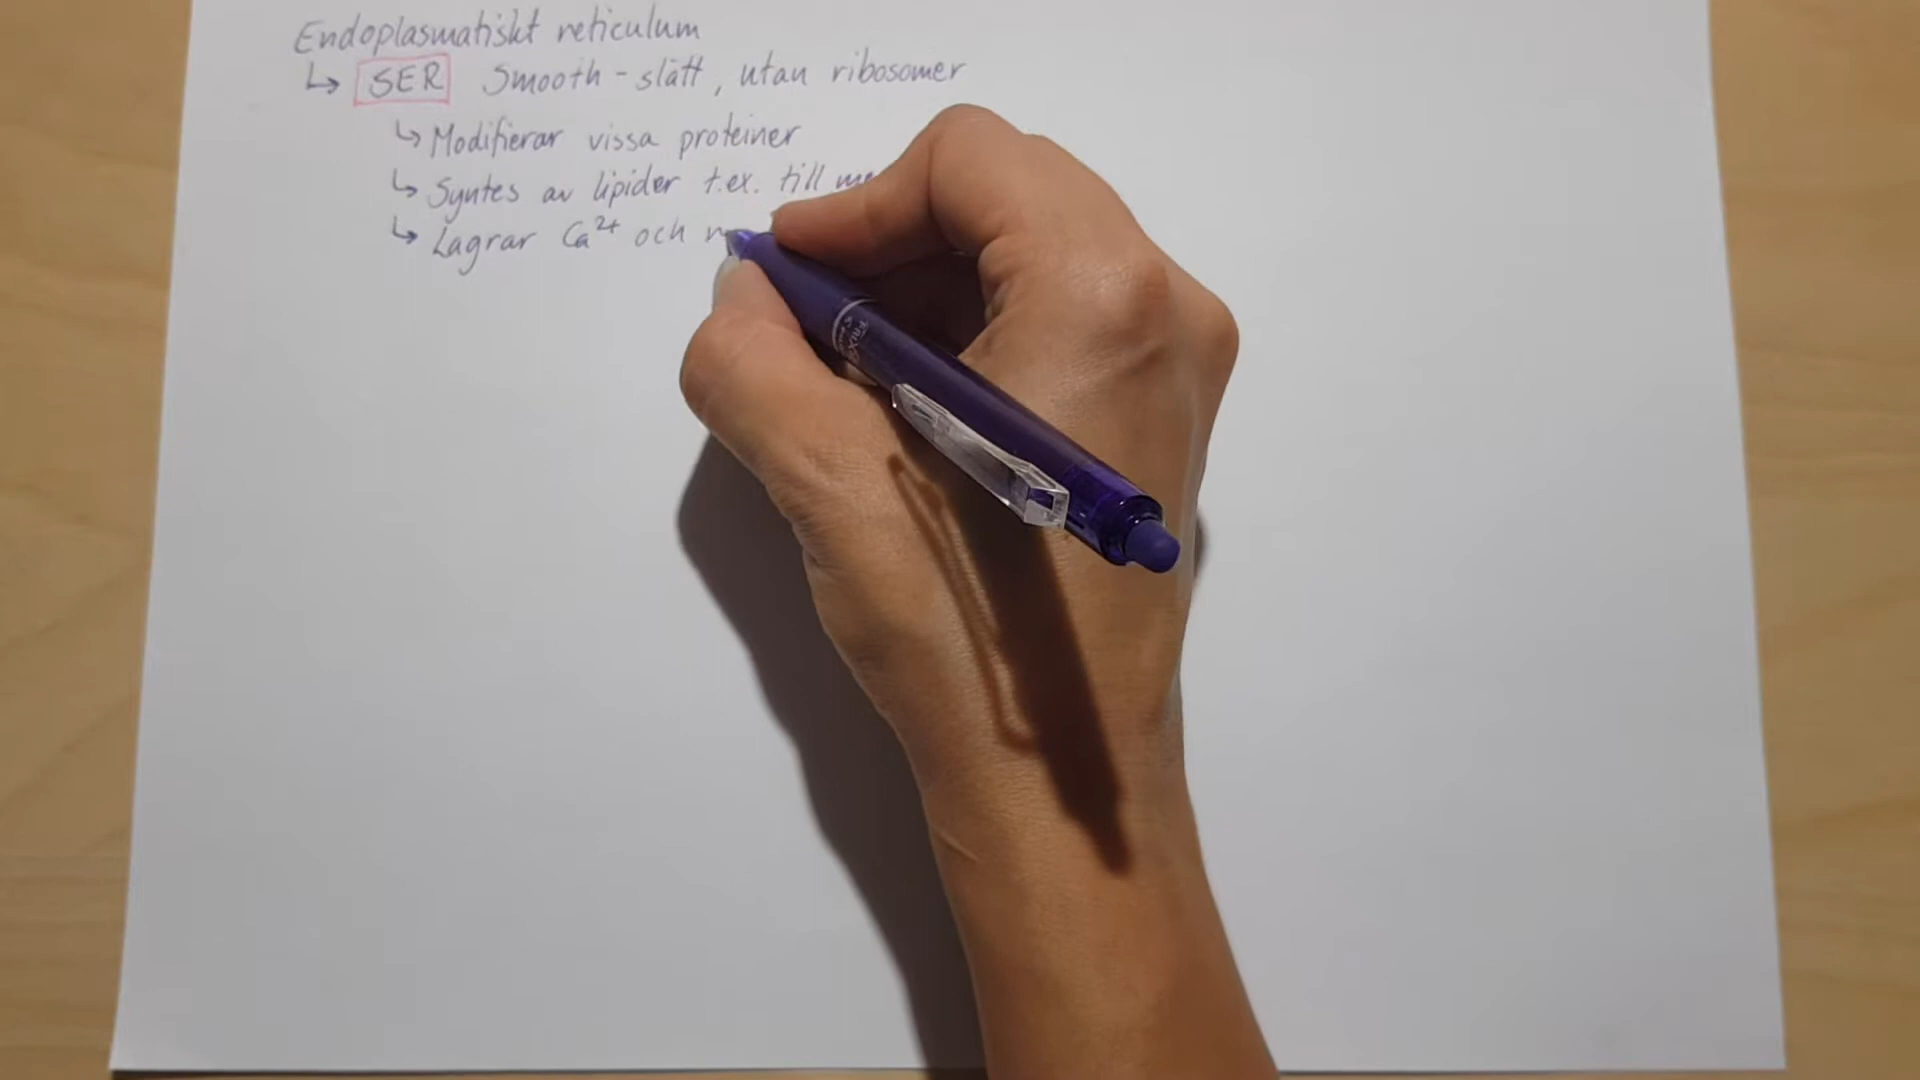 Endoplasmatiskt reticulum
↳ SER Smooth - slätt, utan ribosomer
↳ Modifierar vissa proteiner
↳ Syntes av lipider t.ex. till
↳ Lagrar Ca²⁺ och